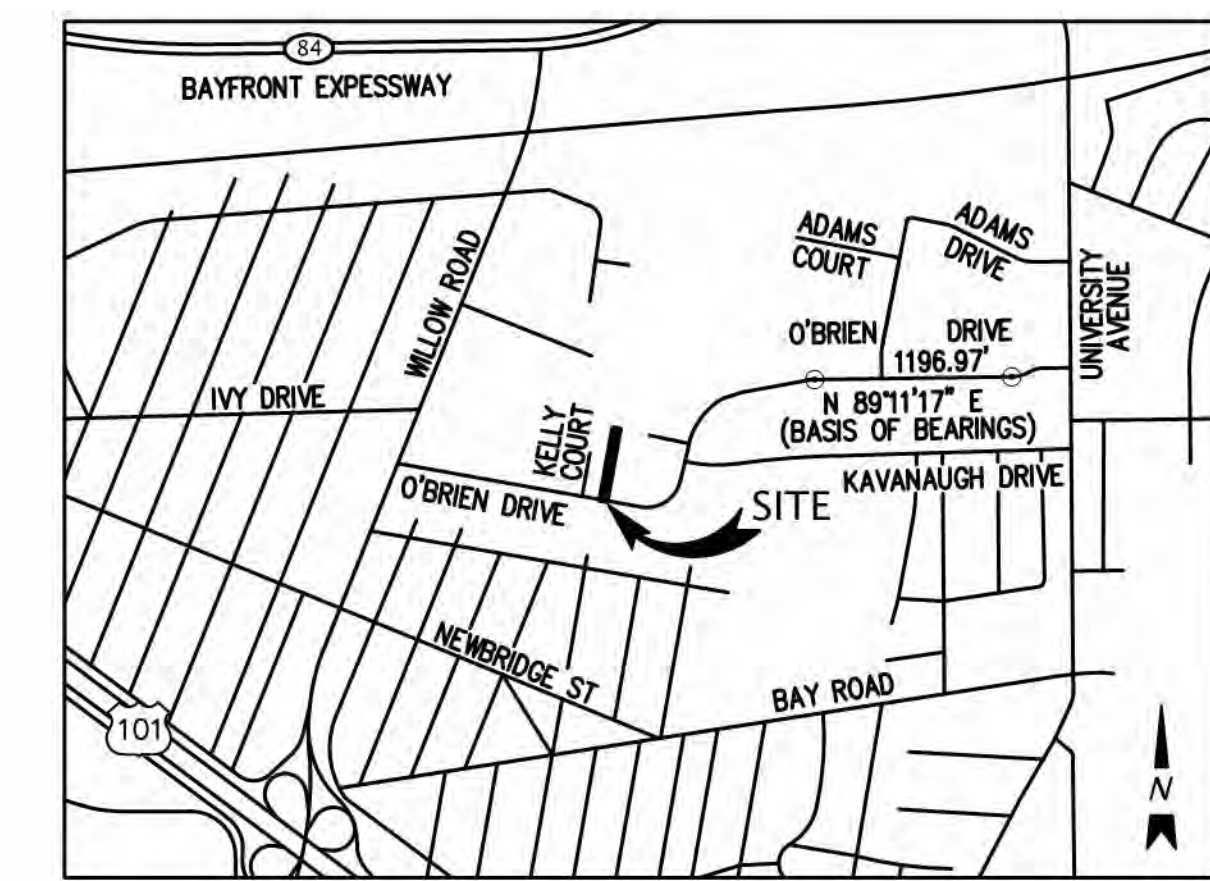 84
BAYFRONT EXPESSWAY
ADAMS
COURT
ADAMS
DRIVE
WILLOW ROAD
UNIVERSITY
AVENUE
O'BRIEN DRIVE
1196.97'
IVY DRIVE
N 89°11'17" E
(BASIS OF BEARINGS)
KELLY
COURT
KAVANAUGH DRIVE
O'BRIEN DRIVE
SITE
NEWBRIDGE ST
BAY ROAD
101
N